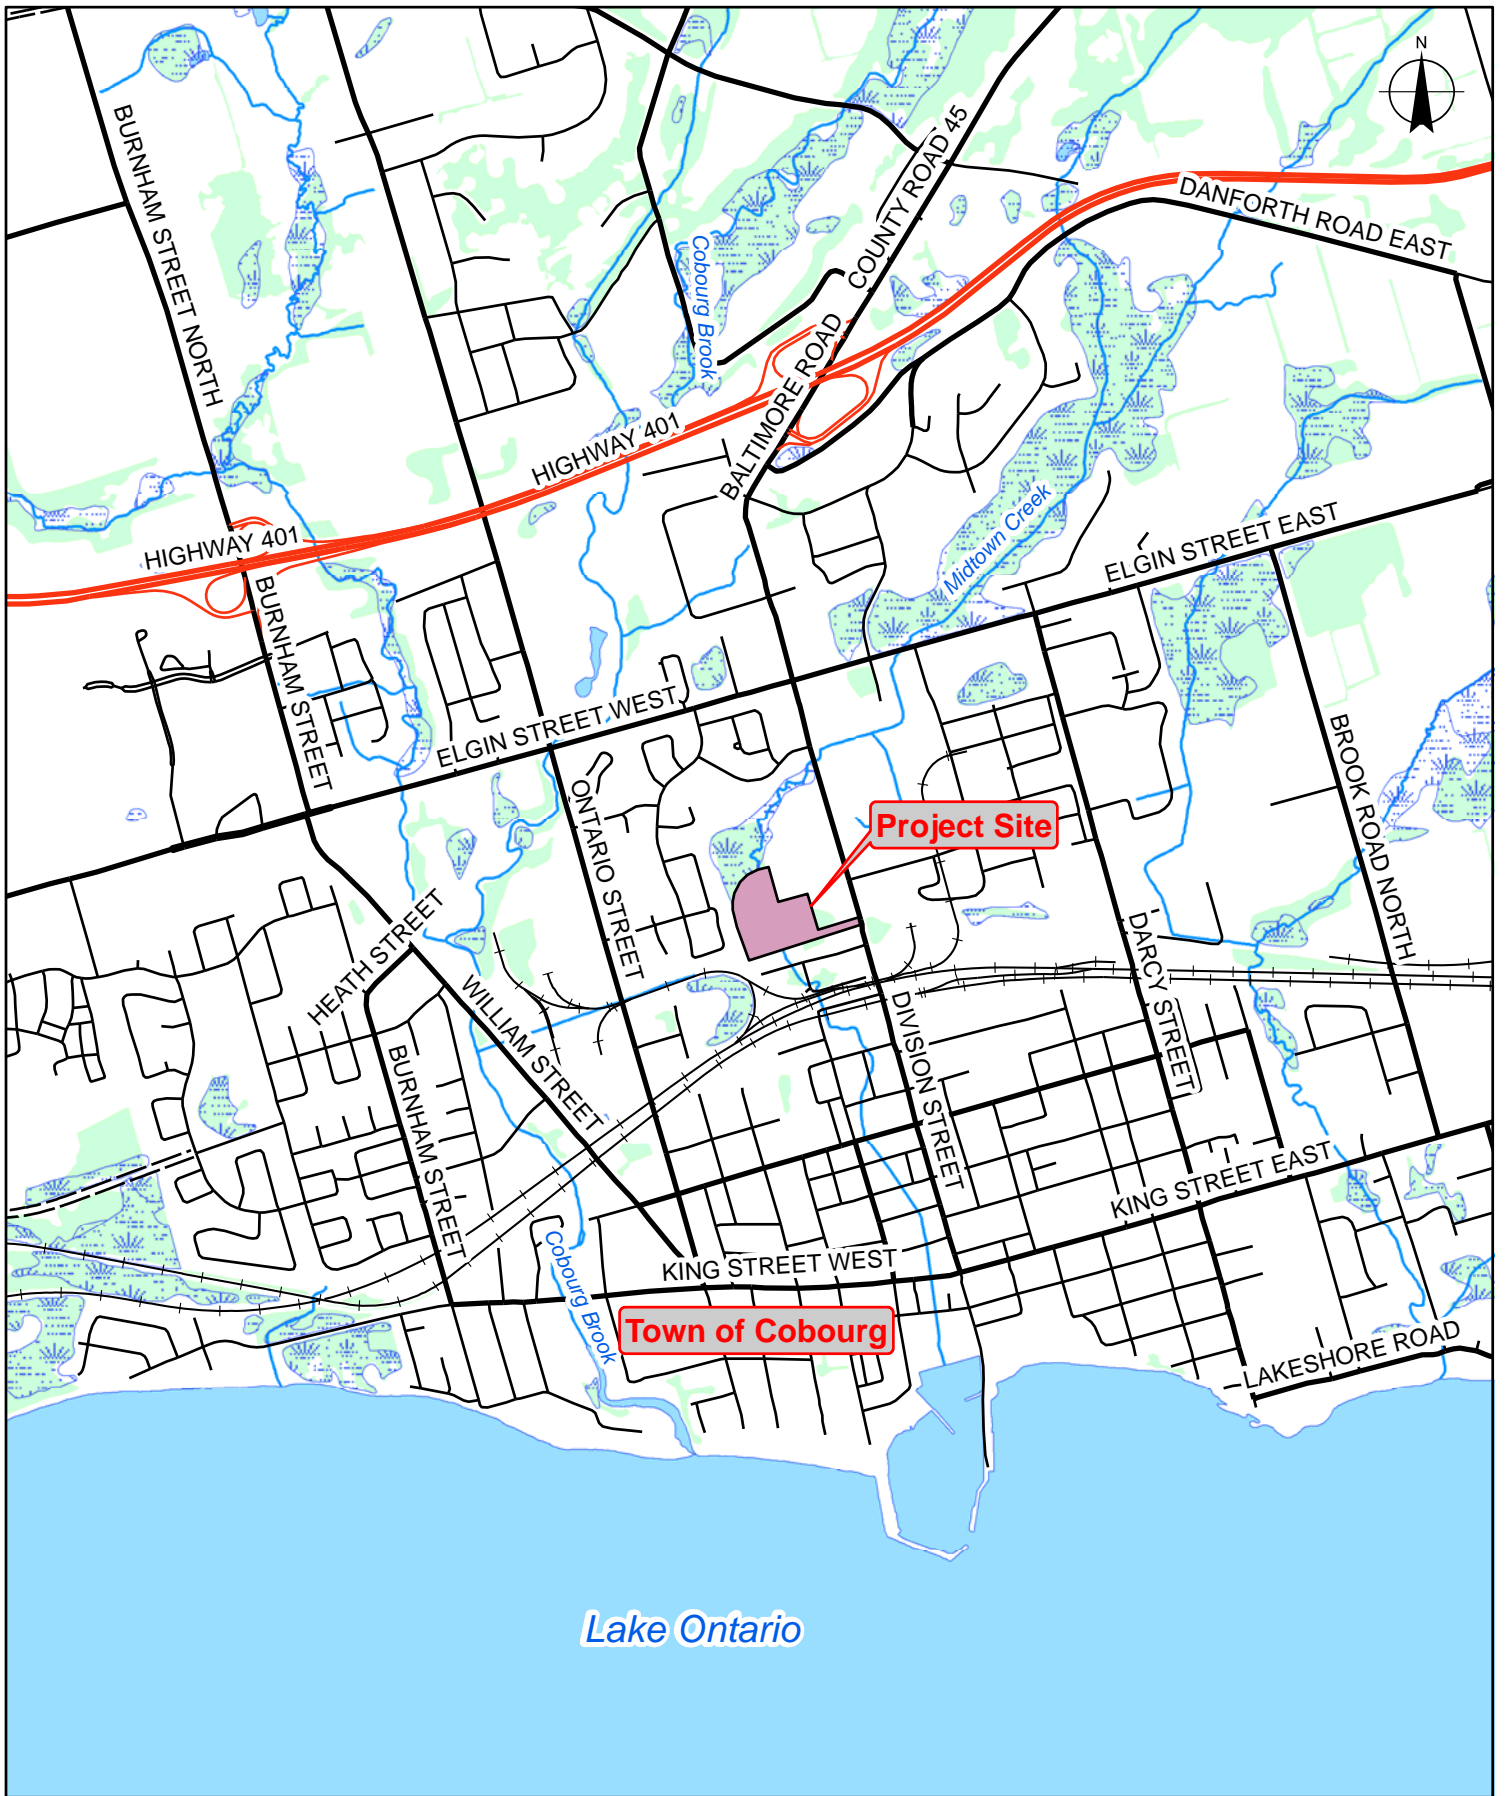 N
BURNHAM STREET NORTH
COUNTY ROAD 45
DANFORTH ROAD EAST
Cobourg Brook
BALTIMORE ROAD
HIGHWAY 401
HIGHWAY 401
Midtown Creek
ELGIN STREET EAST
BURNHAM STREET
ELGIN STREET WEST
BROOK ROAD NORTH
ONTARIO STREET
Project Site
HEATH STREET
DARCY STREET
WILLIAM STREET
DIVISION STREET
BURNHAM STREET
KING STREET EAST
Cobourg Brook
KING STREET WEST
Town of Cobourg
LAKESHORE ROAD
Lake Ontario